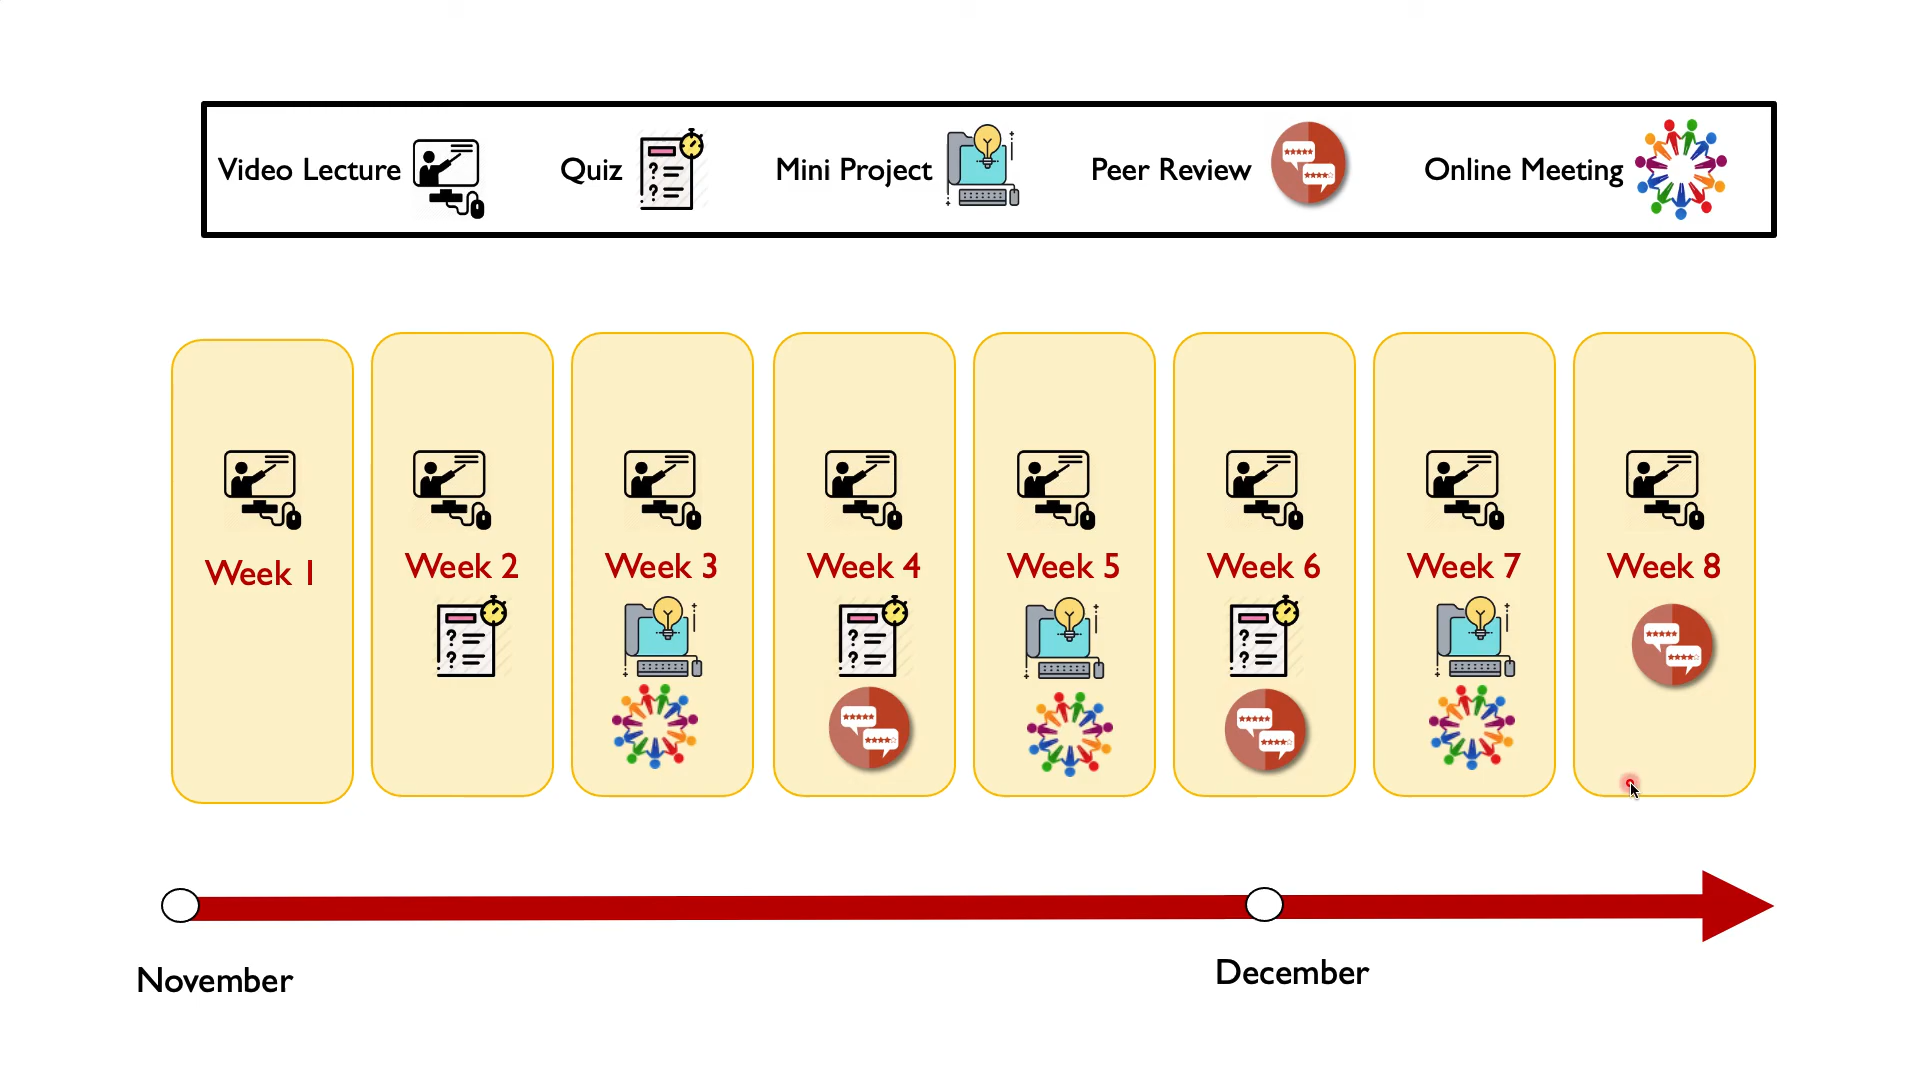 Video Lecture
Quiz
Mini Project
Peer Review
Online Meeting
Week 1
Week 2
Week 3
Week 4
Week 5
Week 6
Week 7
Week 8
November
December